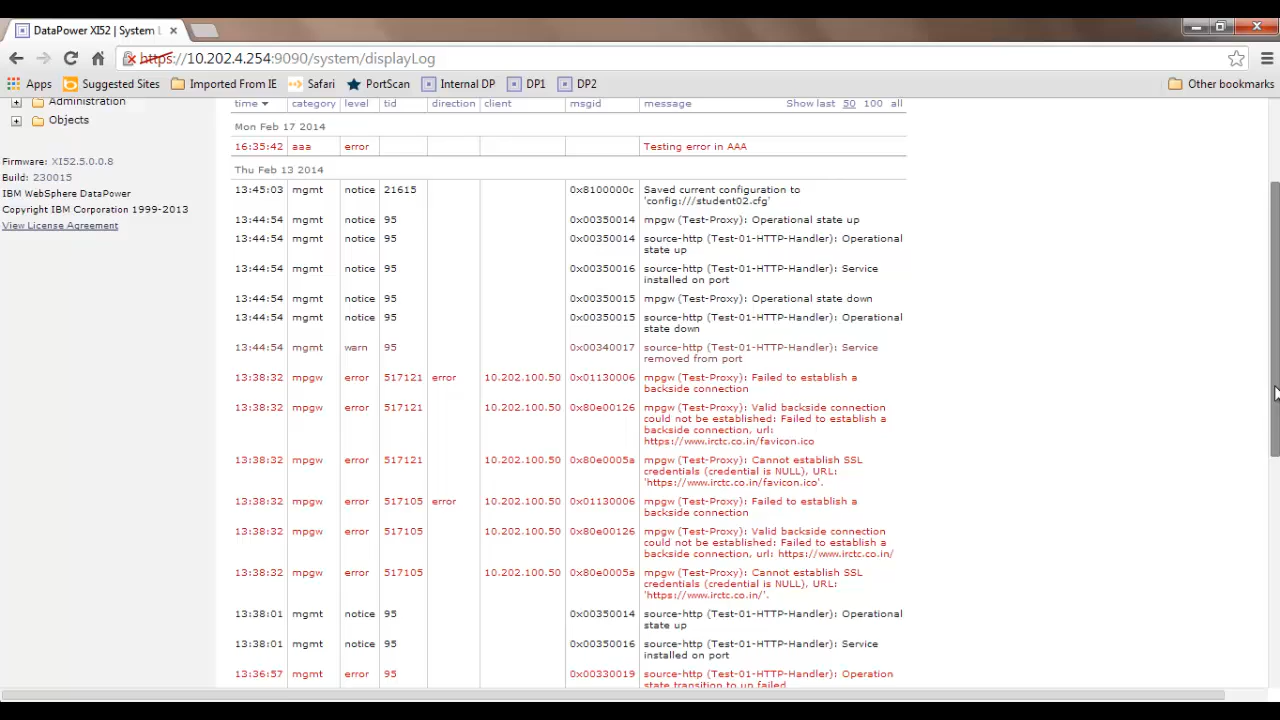 DataPower XI52 | System L
https://10.202.4.254:9090/system/displayLog
Apps Suggested Sites Imported From IE Safari PortScan Internal DP DP1 DP2 Other bookmarks
Administration
Objects
Firmware: XI52.5.0.0.8
Build: 230015
IBM WebSphere DataPower
Copyright IBM Corporation 1999-2013
View License Agreement
time category level tid direction client msgid message Show last 50 100 all
Mon Feb 17 2014
16:35:42 aaa error Testing error in AAA
Thu Feb 13 2014
13:45:03 mgmt notice 21615 0x8100000c Saved current configuration to
'config:///student02.cfg'
13:44:54 mgmt notice 95 0x00350014 mpgw (Test-Proxy): Operational state up
13:44:54 mgmt notice 95 0x00350014 source-http (Test-01-HTTP-Handler): Operational
state up
13:44:54 mgmt notice 95 0x00350016 source-http (Test-01-HTTP-Handler): Service
installed on port
13:44:54 mgmt notice 95 0x00350015 mpgw (Test-Proxy): Operational state down
13:44:54 mgmt notice 95 0x00350015 source-http (Test-01-HTTP-Handler): Operational
state down
13:44:54 mgmt warn 95 0x00340017 source-http (Test-01-HTTP-Handler): Service
removed from port
13:38:32 mpgw error 517121 error 10.202.100.50 0x01130006 mpgw (Test-Proxy): Failed to establish a
backside connection
13:38:32 mpgw error 517121 10.202.100.50 0x80e00126 mpgw (Test-Proxy): Valid backside connection
could not be established: Failed to establish a
backside connection, url:
https://www.irctc.co.in/favicon.ico
13:38:32 mpgw error 517121 10.202.100.50 0x80e0005a mpgw (Test-Proxy): Cannot establish SSL
credentials (credential is NULL), URL:
'https://www.irctc.co.in/favicon.ico'.
13:38:32 mpgw error 517105 error 10.202.100.50 0x01130006 mpgw (Test-Proxy): Failed to establish a
backside connection
13:38:32 mpgw error 517105 10.202.100.50 0x80e00126 mpgw (Test-Proxy): Valid backside connection
could not be established: Failed to establish a
backside connection, url: https://www.irctc.co.in/
13:38:32 mpgw error 517105 10.202.100.50 0x80e0005a mpgw (Test-Proxy): Cannot establish SSL
credentials (credential is NULL), URL:
'https://www.irctc.co.in/'.
13:38:01 mgmt notice 95 0x00350014 source-http (Test-01-HTTP-Handler): Operational
state up
13:38:01 mgmt notice 95 0x00350016 source-http (Test-01-HTTP-Handler): Service
installed on port
13:36:57 mgmt error 95 0x00330019 source-http (Test-01-HTTP-Handler): Operation
state transition to up failed